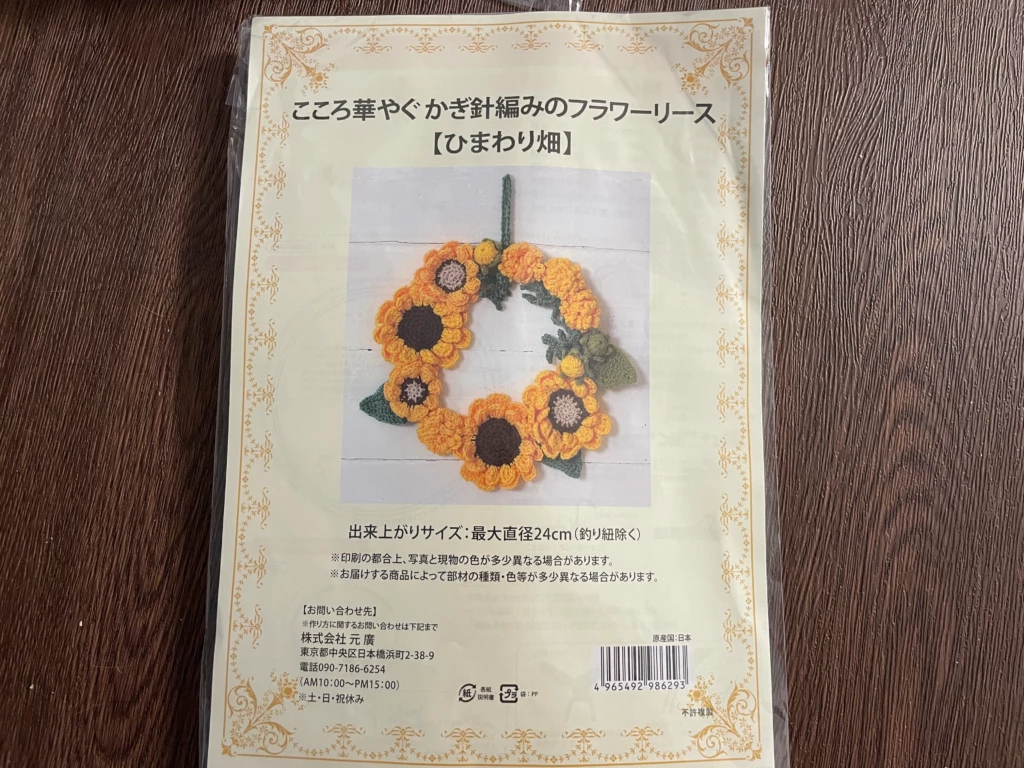 こころ華やぐ かぎ針編みのフラワーリース
【ひまわり畑】
出来上がりサイズ：最大直径24cm（釣り紐除く）
※印刷の都合上、写真と現物の色が多少異なる場合があります。
※お届けする商品によって部材の種類・色等が多少異なる場合があります。
【お問い合わせ先】
※作り方に関するお問い合わせは下記まで
株式会社 元 廣
東京都中央区日本橋浜町2-38-9
電話090-7186-6254
（AM10：00～PM15：00）
※土・日・祝休み
紙
表紙
説明書
プラ
袋：PP
原産国：日本
4 965492 986293
不許複製